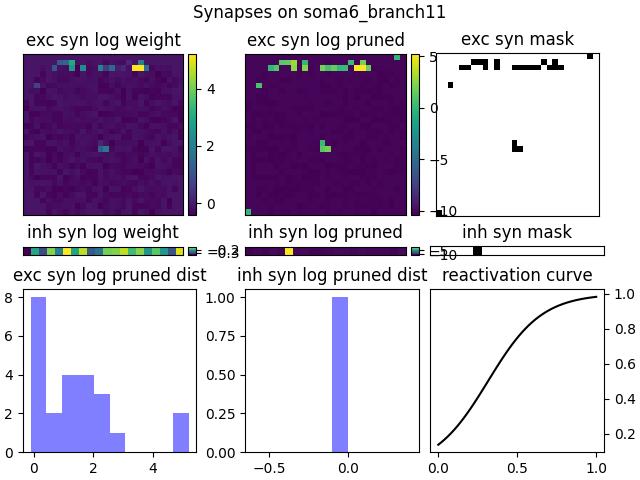 Synapses on soma6_branch11
exc syn log weight
exc syn log pruned
exc syn mask
4
2
0
5
0
−5
−10
inh syn log weight
inh syn log pruned
inh syn mask
−0.2
−10
exc syn log pruned dist
inh syn log pruned dist
reactivation curve
8
6
4
2
0
0 2 4
1.00
0.75
0.50
0.25
0.00
−0.5 0.0
1.0
0.8
0.6
0.4
0.2
0.0 0.5 1.0